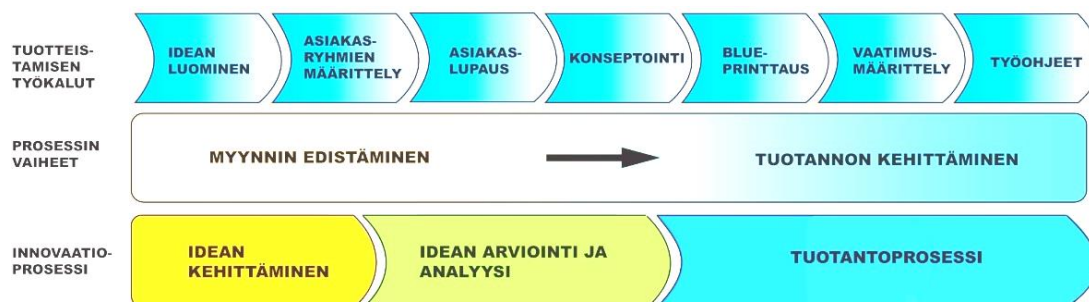 TUOTTEIS-
TAMISEN
TYÖKALUT
IDEAN
LUOMINEN
ASIAKAS-
RYHMIEN
MÄÄRITTELY
ASIAKAS-
LUPAUS
KONSEPTOINTI
BLUE-
PRINTTAUS
VAATIMUS-
MÄÄRITTELY
TYÖOHJEET
PROSESSIN
VAIHEET
MYYNNIN EDISTÄMINEN
TUOTANNON KEHITTÄMINEN
INNOVAATIO-
PROSESSI
IDEAN
KEHITTÄMINEN
IDEAN ARVIOINTI JA
ANALYYSI
TUOTANTOPROSESSI